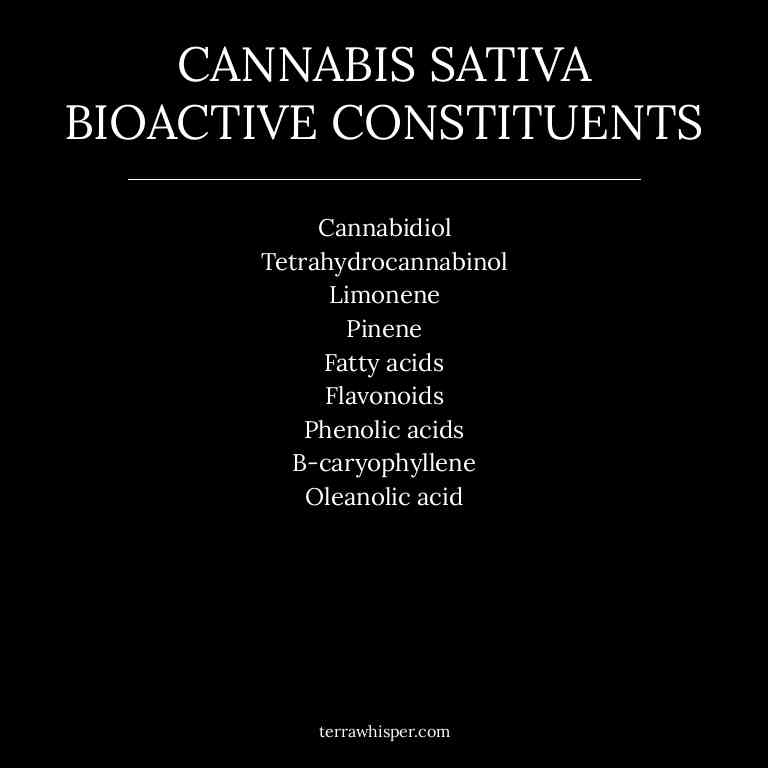 CANNABIS SATIVA
BIOACTIVE CONSTITUENTS
Cannabidiol
Tetrahydrocannabinol
Limonene
Pinene
Fatty acids
Flavonoids
Phenolic acids
B-caryophyllene
Oleanolic acid
terrawhisper.com